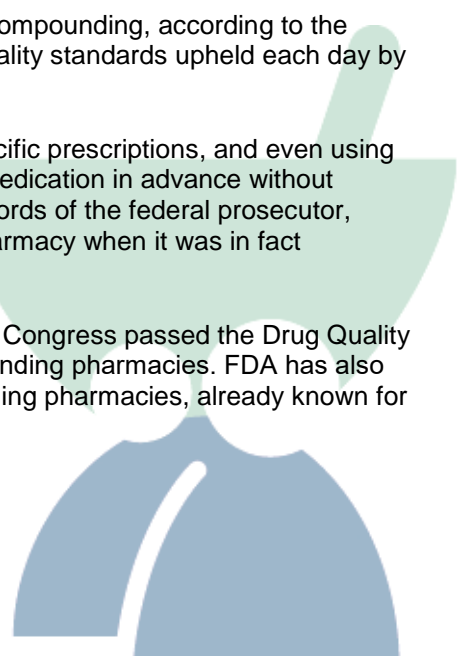 compounding, according to the
ality standards upheld each day by
cific prescriptions, and even using
edication in advance without
ords of the federal prosecutor,
armacy when it was in fact
Congress passed the Drug Quality
nding pharmacies. FDA has also
ing pharmacies, already known for